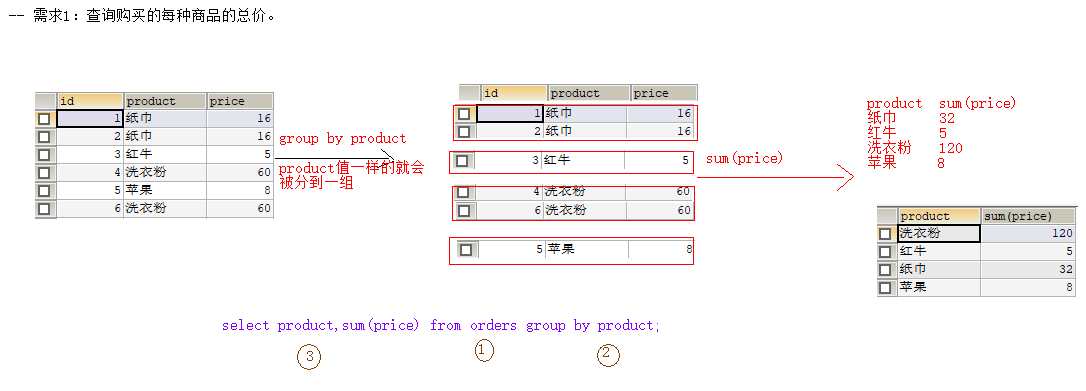 -- 需求1：查询购买的每种商品的总价。
id product price
1 纸巾 16
2 纸巾 16
3 红牛 5
4 洗衣粉 60
5 苹果 8
6 洗衣粉 60
group by product
product值一样的就会
被分到一组
id product price
1 纸巾 16
2 纸巾 16
3 红牛 5
4 洗衣粉 60
6 洗衣粉 60
5 苹果 8
sum(price)
product sum(price)
纸巾 32
红牛 5
洗衣粉 120
苹果 8
product sum(price)
洗衣粉 120
红牛 5
纸巾 32
苹果 8
select product,sum(price) from orders group by product;
3 1 2